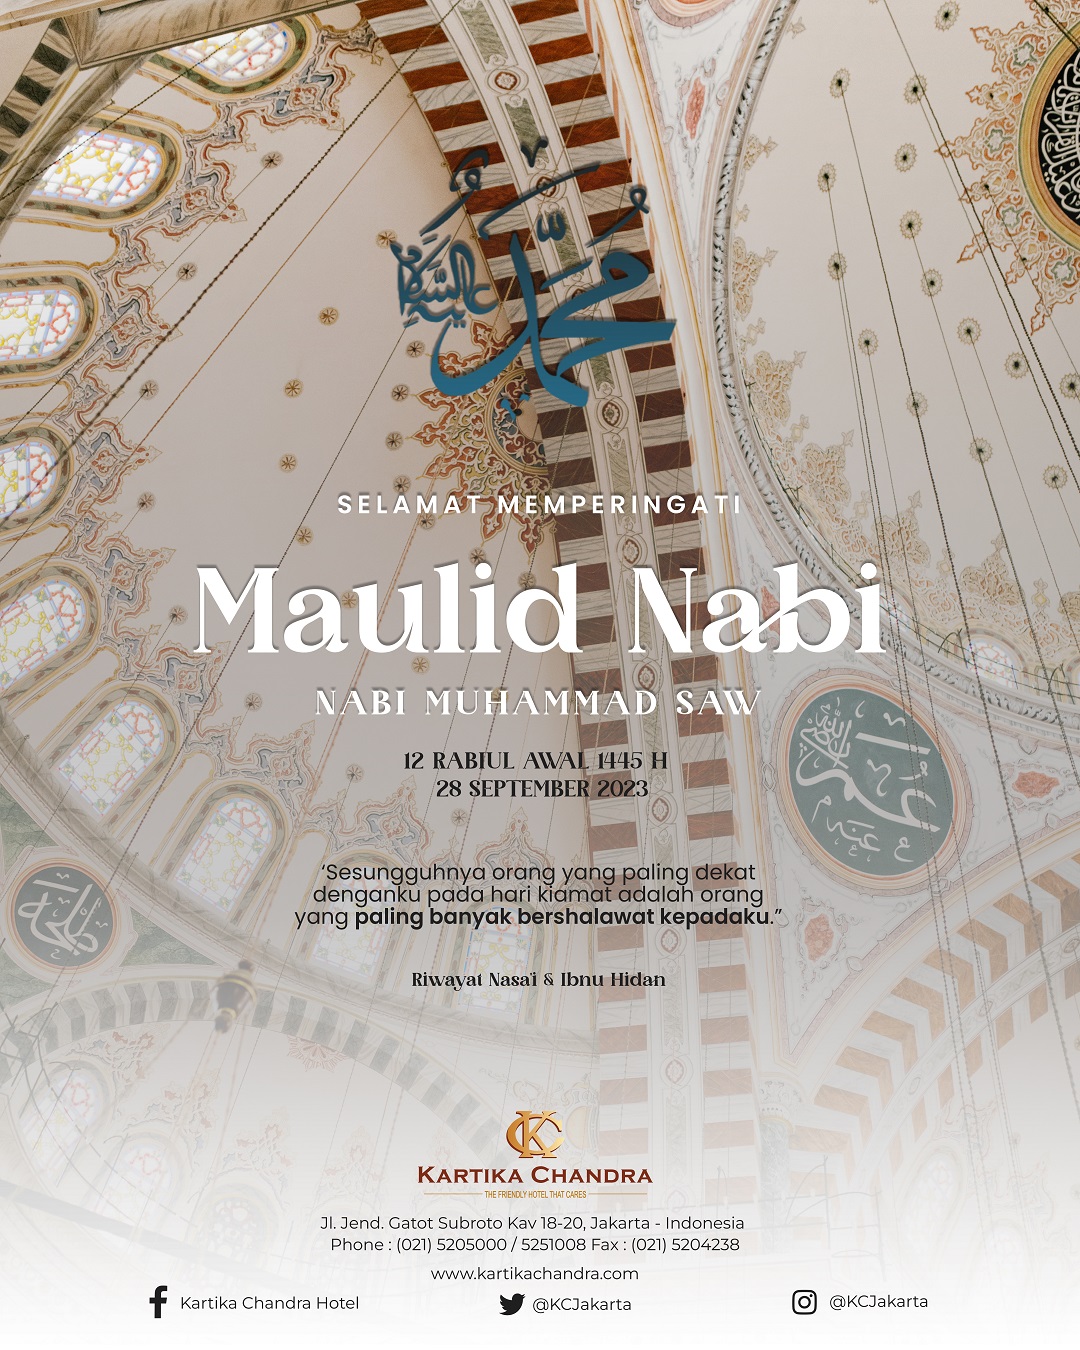 محمد
عليه السلام
SELAMAT MEMPERINGATI
Maulid Nabi
NABI MUHAMMAD SAW
12 RABIUL AWAL 1445 H
28 SEPTEMBER 2023
‘Sesungguhnya orang yang paling dekat
denganku pada hari kiamat adalah orang
yang paling banyak bershalawat kepadaku.”
Riwayat Nasa'i & Ibnu Hidan
KC
KARTIKA CHANDRA
THE FRIENDLY HOTEL THAT CARES
Jl. Jend. Gatot Subroto Kav 18-20, Jakarta - Indonesia
Phone : (021) 5205000 / 5251008 Fax : (021) 5204238
www.kartikachandra.com
Kartika Chandra Hotel
@KCJakarta
@KCJakarta